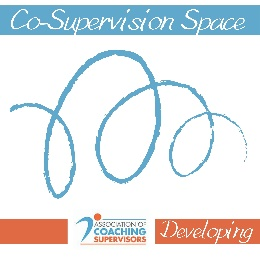 Co-Supervision Space
ASSOCIATION OF
COACHING
SUPERVISORS
Developing